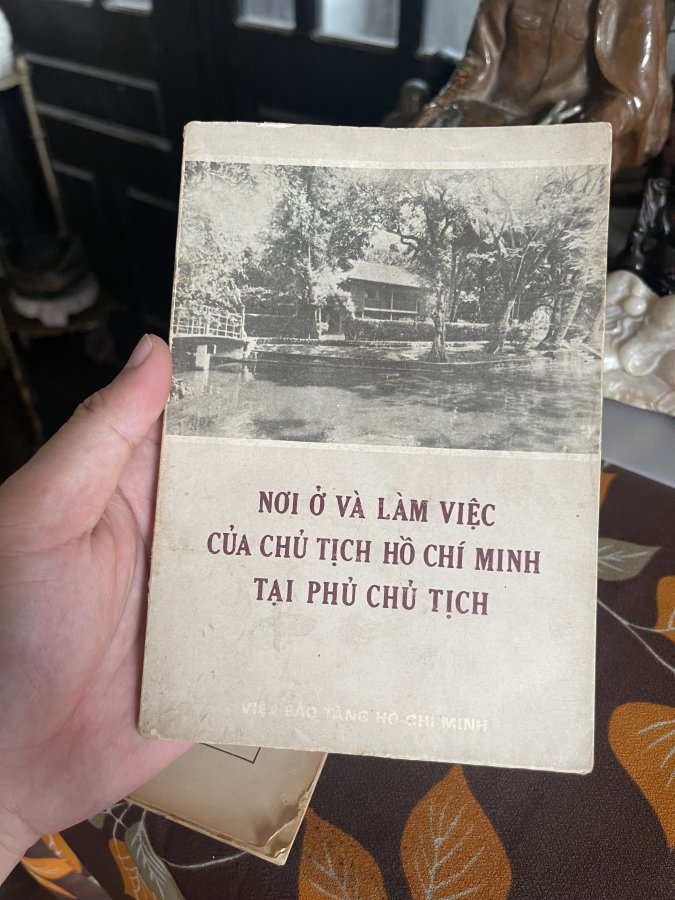 NƠI Ở VÀ LÀM VIỆC
CỦA CHỦ TỊCH HỒ CHÍ MINH
TẠI PHỦ CHỦ TỊCH
VIỆN BẢO TÀNG HỒ CHÍ MINH